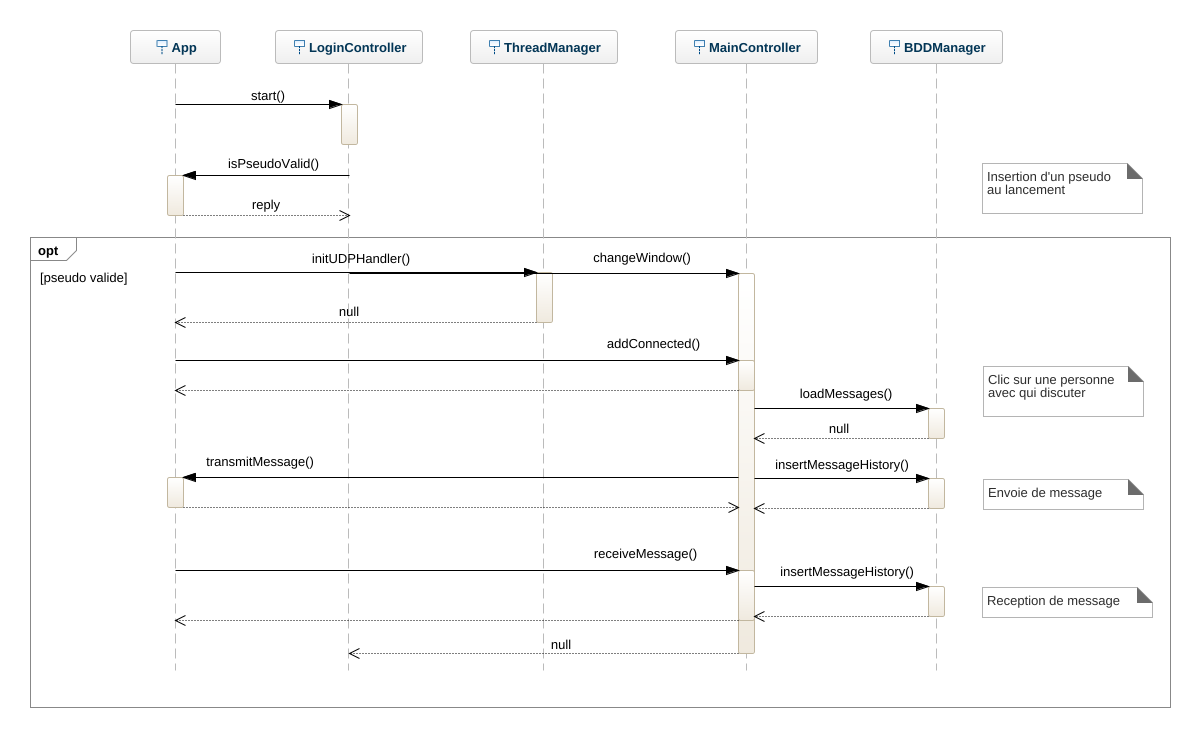 App
LoginController
ThreadManager
MainController
BDDManager
start()
isPseudoValid()
Insertion d'un pseudo
au lancement
reply
opt
[pseudo valide]
initUDPHandler()
changeWindow()
null
addConnected()
Clic sur une personne
avec qui discuter
loadMessages()
null
transmitMessage()
insertMessageHistory()
Envoie de message
receiveMessage()
insertMessageHistory()
Reception de message
null